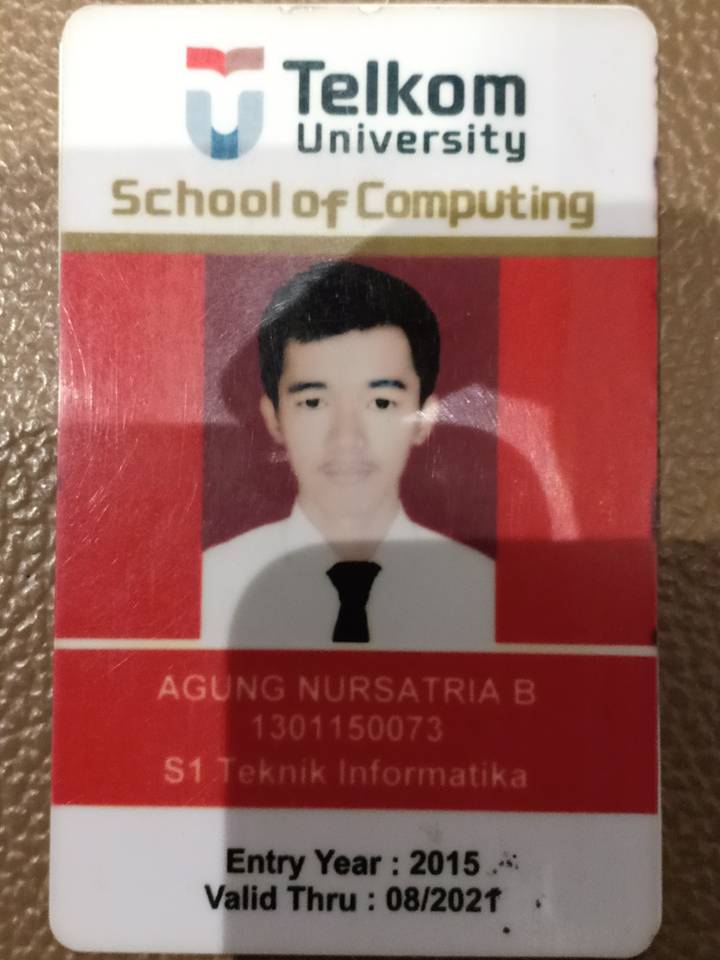 Telkom
University
School of Computing
AGUNG NURSATRIA B
1301150073
S1 Teknik Informatika
Entry Year : 2015
Valid Thru : 08/2021